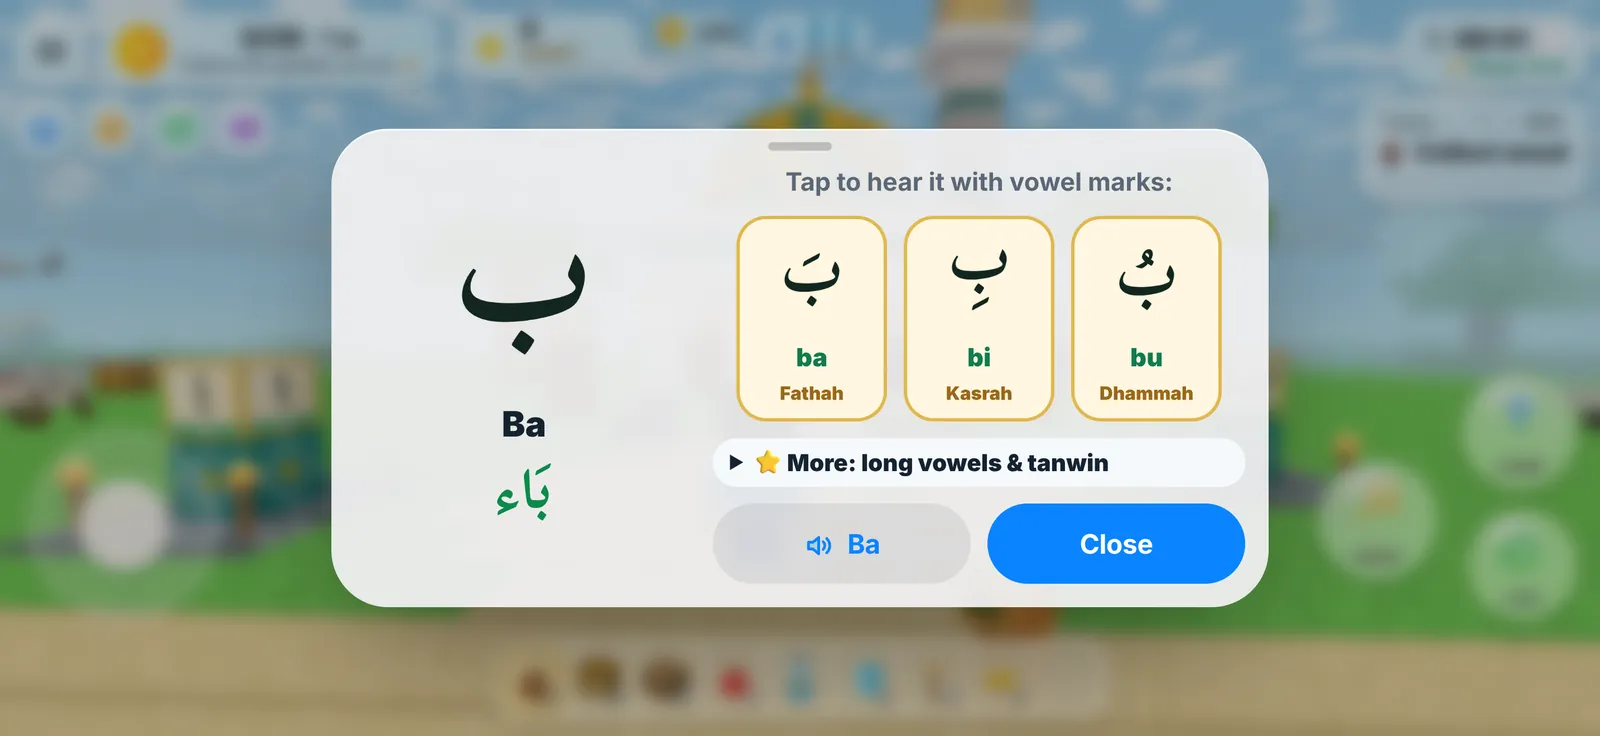 Tap to hear it with vowel marks:
ب
Ba
بَاء
بَ
ba
Fathah
بِ
bi
Kasrah
بُ
bu
Dhammah
▶ ⭐ More: long vowels & tanwin
Ba
Close